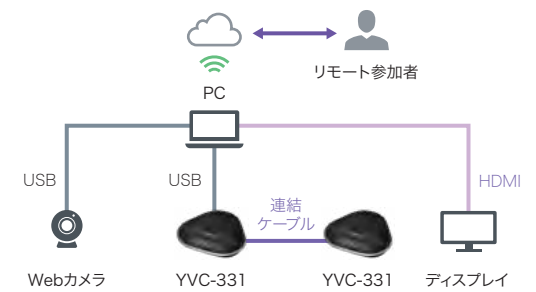 リモート参加者
PC
USB
USB
連結
ケーブル
HDMI
Webカメラ
YVC-331
YVC-331
ディスプレイ